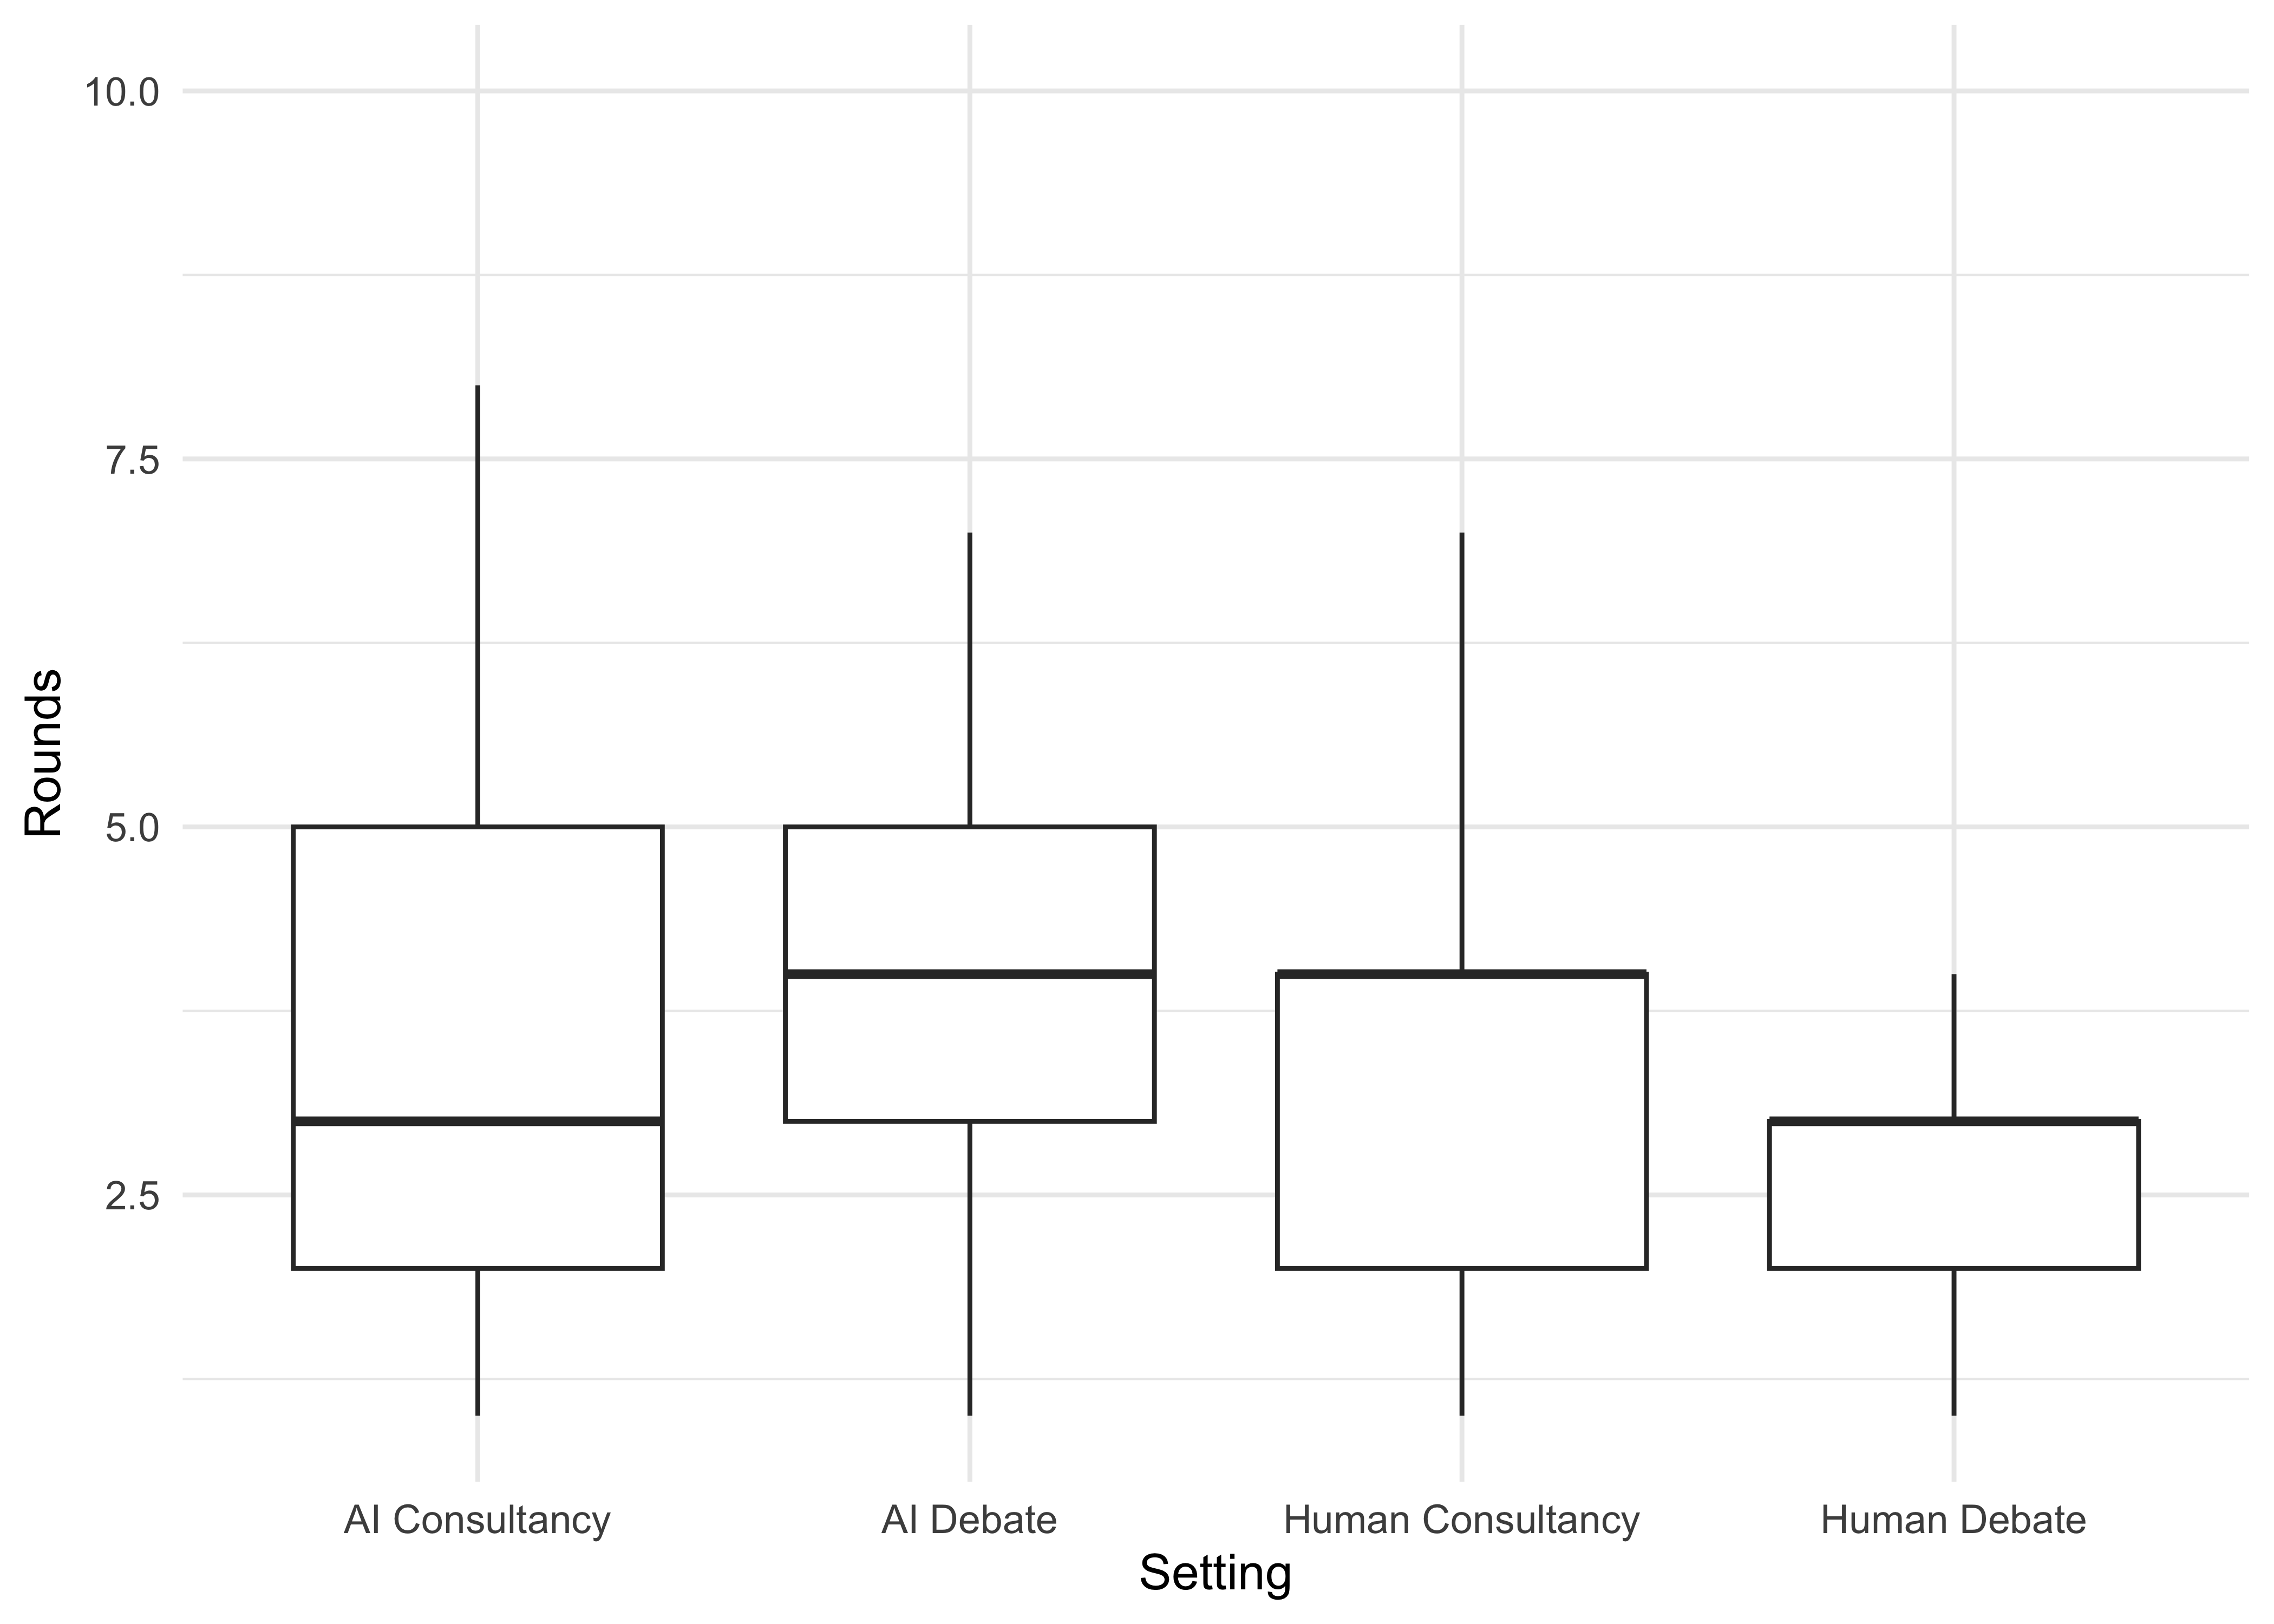 Rounds
10.0
7.5
5.0
2.5
AI Consultancy
AI Debate
Human Consultancy
Human Debate
Setting